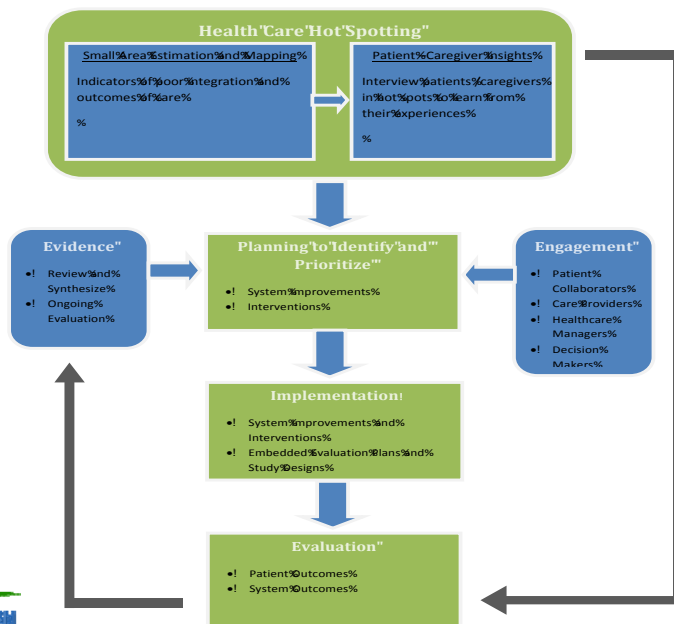 Health"Care"Hot"Spotting"
Small%Area%Estimation%and%Mapping%
Indicators%of%poor%integration%and%
outcomes%of%care%
%
Patient%-Caregiver%Insights%
Interview%patients%/caregivers%
in%hot%spots%to%learn%from%
their%experiences%
%
Evidence"
•! Review%and%
Synthesize%
•! Ongoing%
Evaluation%
Planning"to"Identify"and""
Prioritize""
•! System%Improvements%
•! Interventions%
Engagement"
•! Patient%
Collaborators%
•! Care%Providers%
•! Healthcare%
Managers%
•! Decision%
Makers%
Implementation!
•! System%Improvements%and%
Interventions%
•! Embedded%Evaluation%Plans%and%
Study%Designs%
Evaluation"
•! Patient%Outcomes%
•! System%Outcomes%